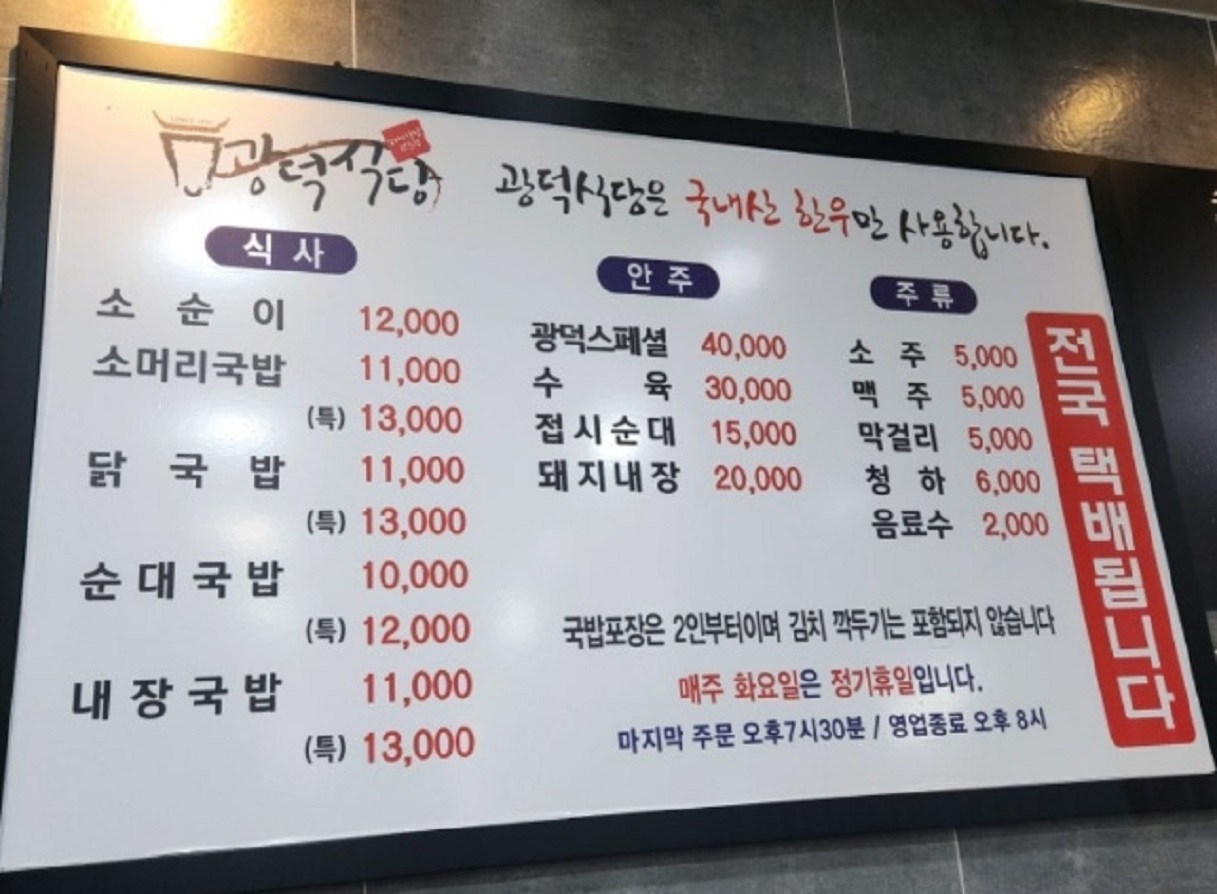 광덕식당
광덕식당은 국내산 한우만 사용합니다.
식사
소순이 12,000
소머리국밥 11,000
(특) 13,000
닭국밥 11,000
(특) 13,000
순대국밥 10,000
(특) 12,000
내장국밥 11,000
(특) 13,000
안주
광덕스페셜 40,000
수육 30,000
접시순대 15,000
돼지내장 20,000
주류
소주 5,000
맥주 5,000
막걸리 5,000
청하 6,000
음료수 2,000
전국 택배됩니다
국밥포장은 2인부터이며 김치 깍두기는 포함되지 않습니다
매주 화요일은 정기휴일입니다.
마지막 주문 오후7시30분 / 영업종료 오후 8시